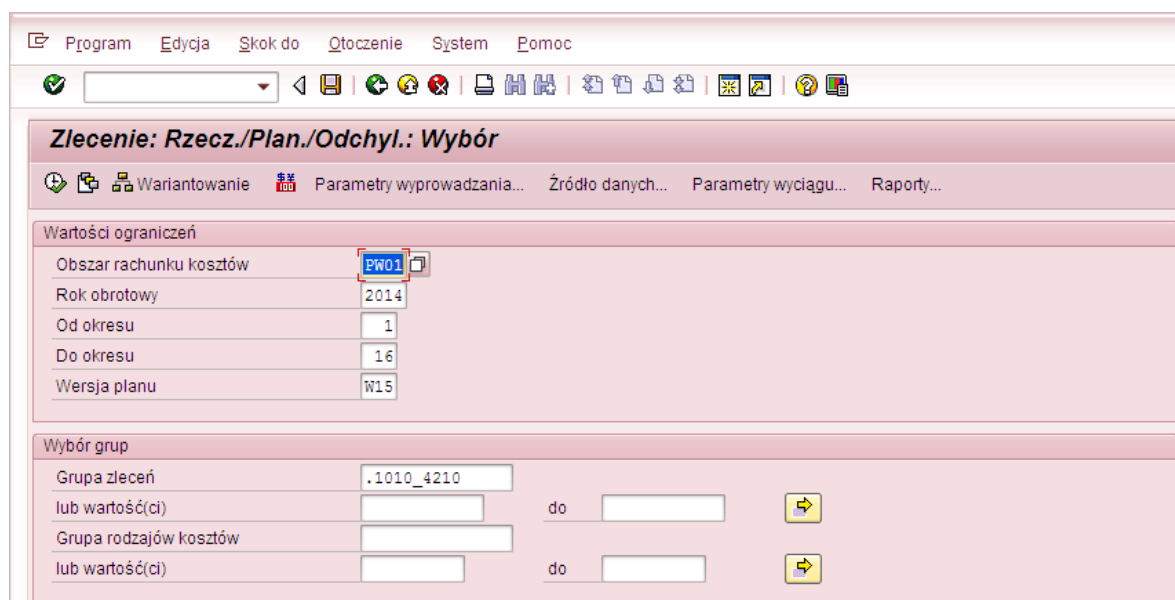 Program Edycja Skok do Otoczenie System Pomoc
Zlecenie: Rzecz./Plan./Odchyl.: Wybór
Wariantowanie Parametry wyprowadzania... Źródło danych... Parametry wyciągu... Raporty...
Wartości ograniczeń
Obszar rachunku kosztów PW01
Rok obrotowy 2014
Od okresu 1
Do okresu 16
Wersja planu W15
Wybór grup
Grupa zleceń .1010_4210
lub wartość(ci) do
Grupa rodzajów kosztów
lub wartość(ci) do